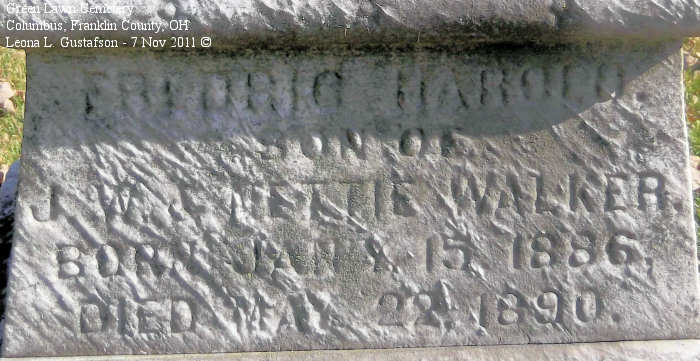 Green Lawn Cemetery
Columbus, Franklin County, OH
Leona L. Gustafson - 7 Nov 2011 ©
FREDRIC HAROLD
SON OF
J. W. & NETTIE WALKER.
BORN JAN'Y. 15, 1886,
DIED 22, 1890.